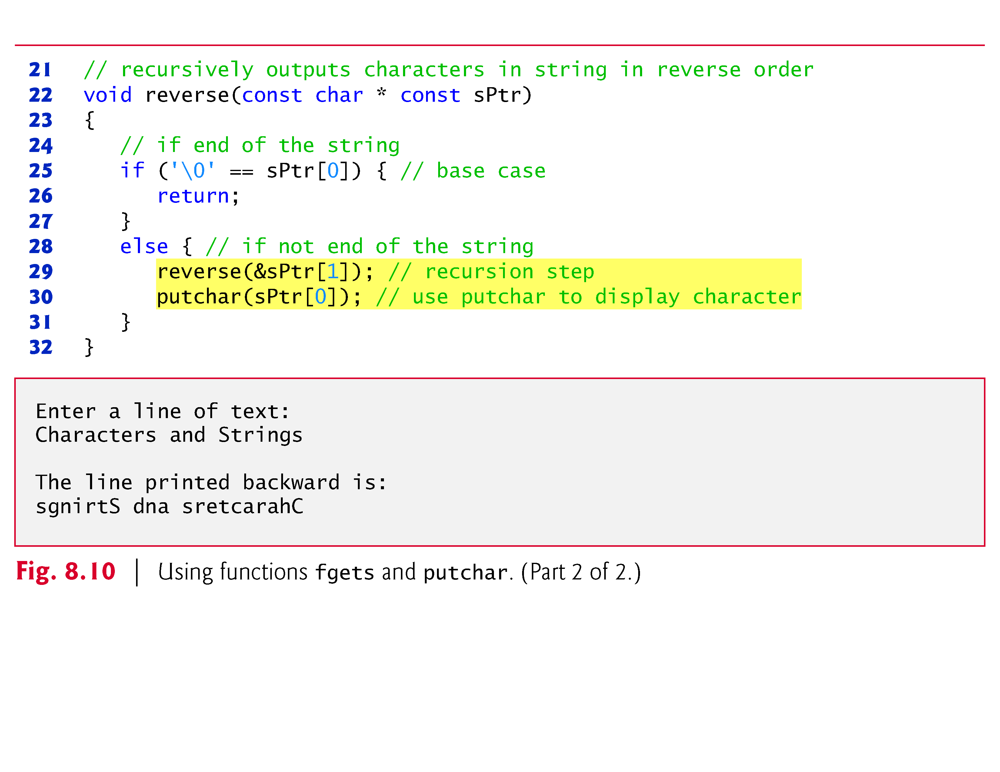 21 // recursively outputs characters in string in reverse order
22 void reverse(const char * const sPtr)
23 {
24    // if end of the string
25    if ('\0' == sPtr[0]) { // base case
26       return;
27    }
28    else { // if not end of the string
29       reverse(&sPtr[1]); // recursion step
30       putchar(sPtr[0]); // use putchar to display character
31    }
32 }
Enter a line of text:
Characters and Strings
The line printed backward is:
sgnirtS dna sretcarahC
Fig. 8.10 | Using functions fgets and putchar. (Part 2 of 2.)